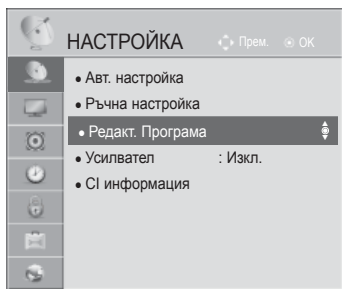 НАСТРОЙКА Прем. OK
• Авт. настройка
• Ръчна настройка
• Редакт. Програма
• Усилвател : Изкл.
• CI информация